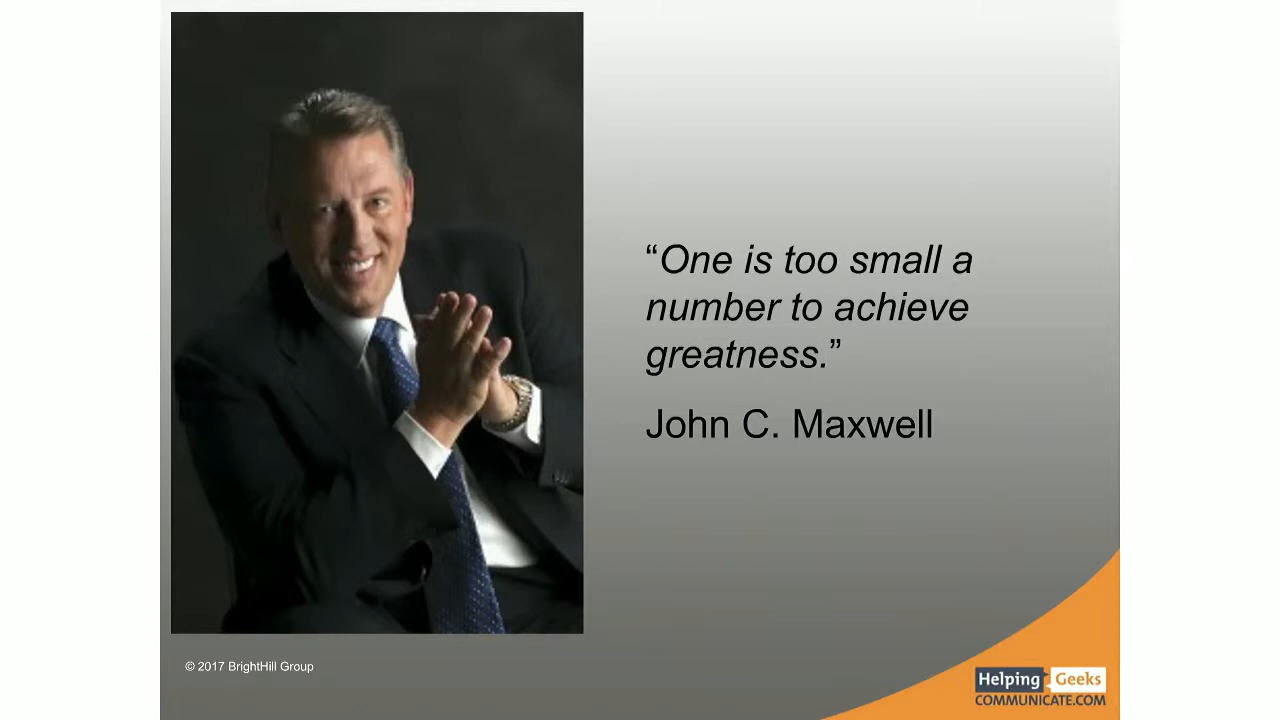 “One is too small a
number to achieve
greatness.”
John C. Maxwell
© 2017 BrightHill Group
Helping Geeks
COMMUNICATE.COM